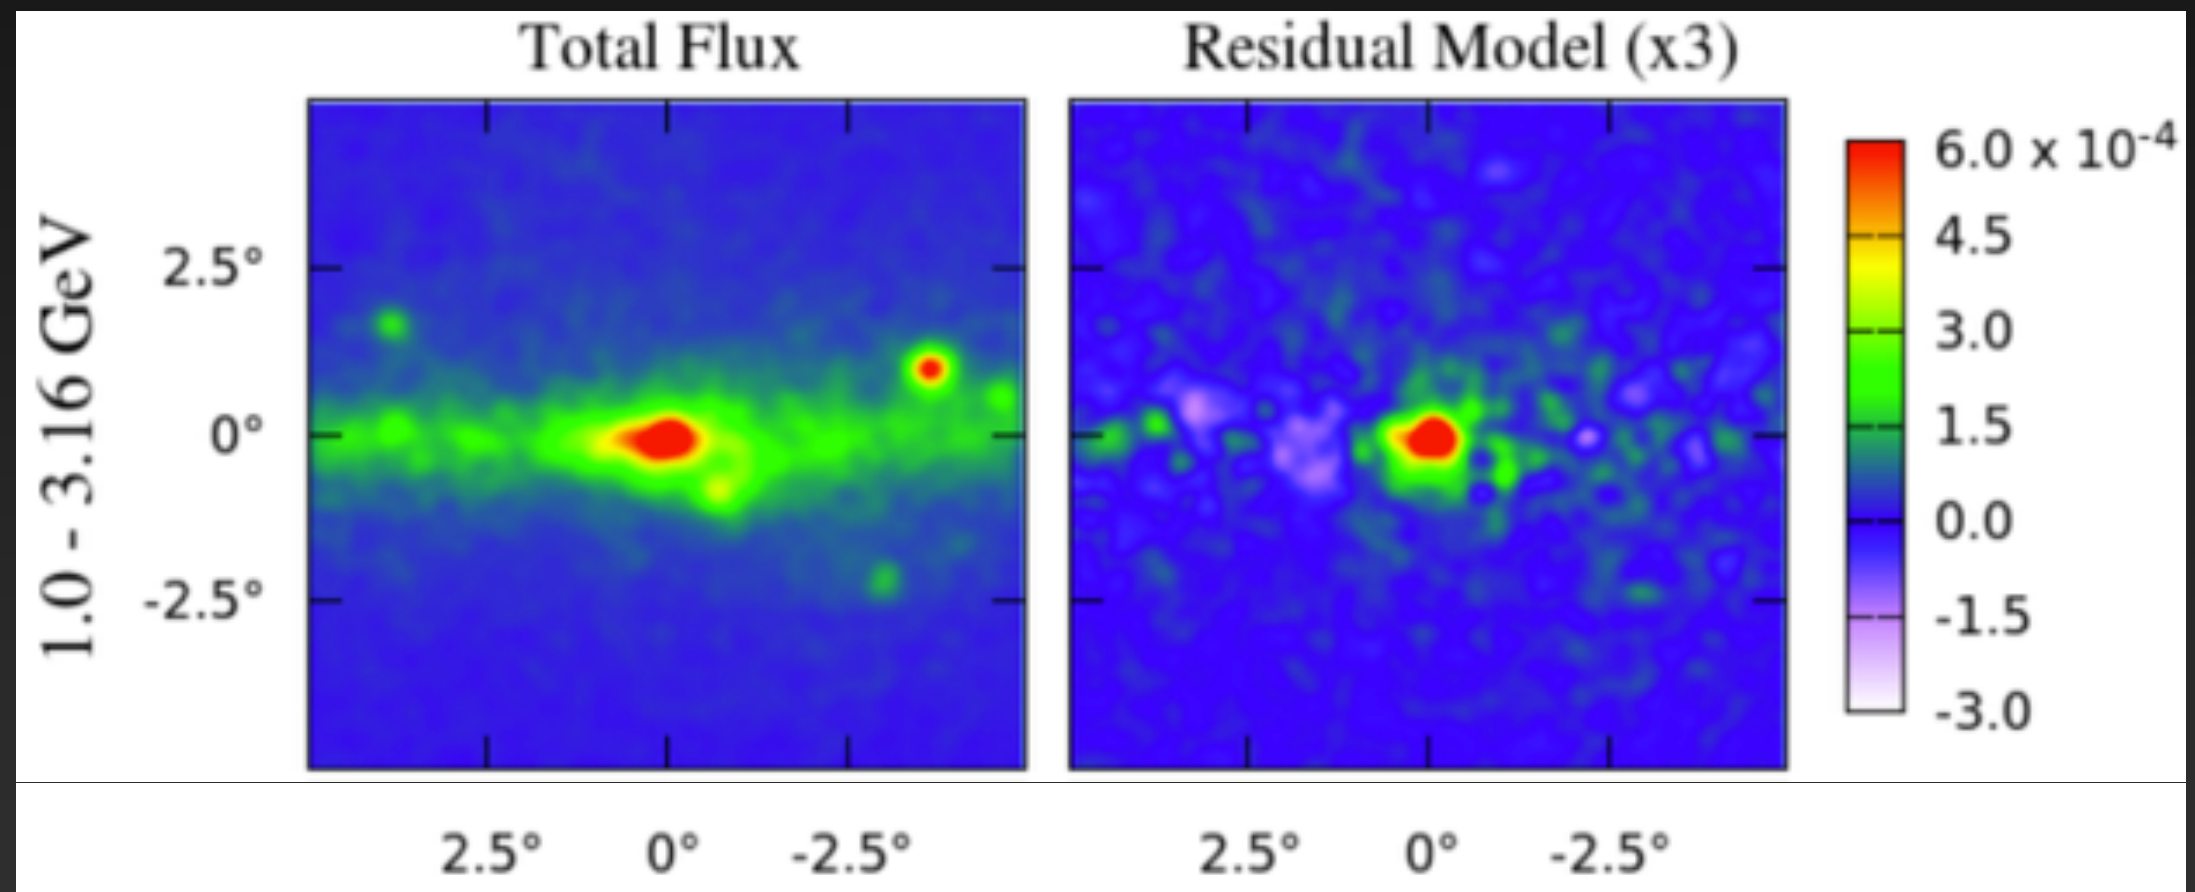 Total Flux
Residual Model (x3)
1.0 - 3.16 GeV
2.5°
0°
-2.5°
6.0 x 10⁻⁴
4.5
3.0
1.5
0.0
-1.5
-3.0
2.5° 0° -2.5°
2.5° 0° -2.5°